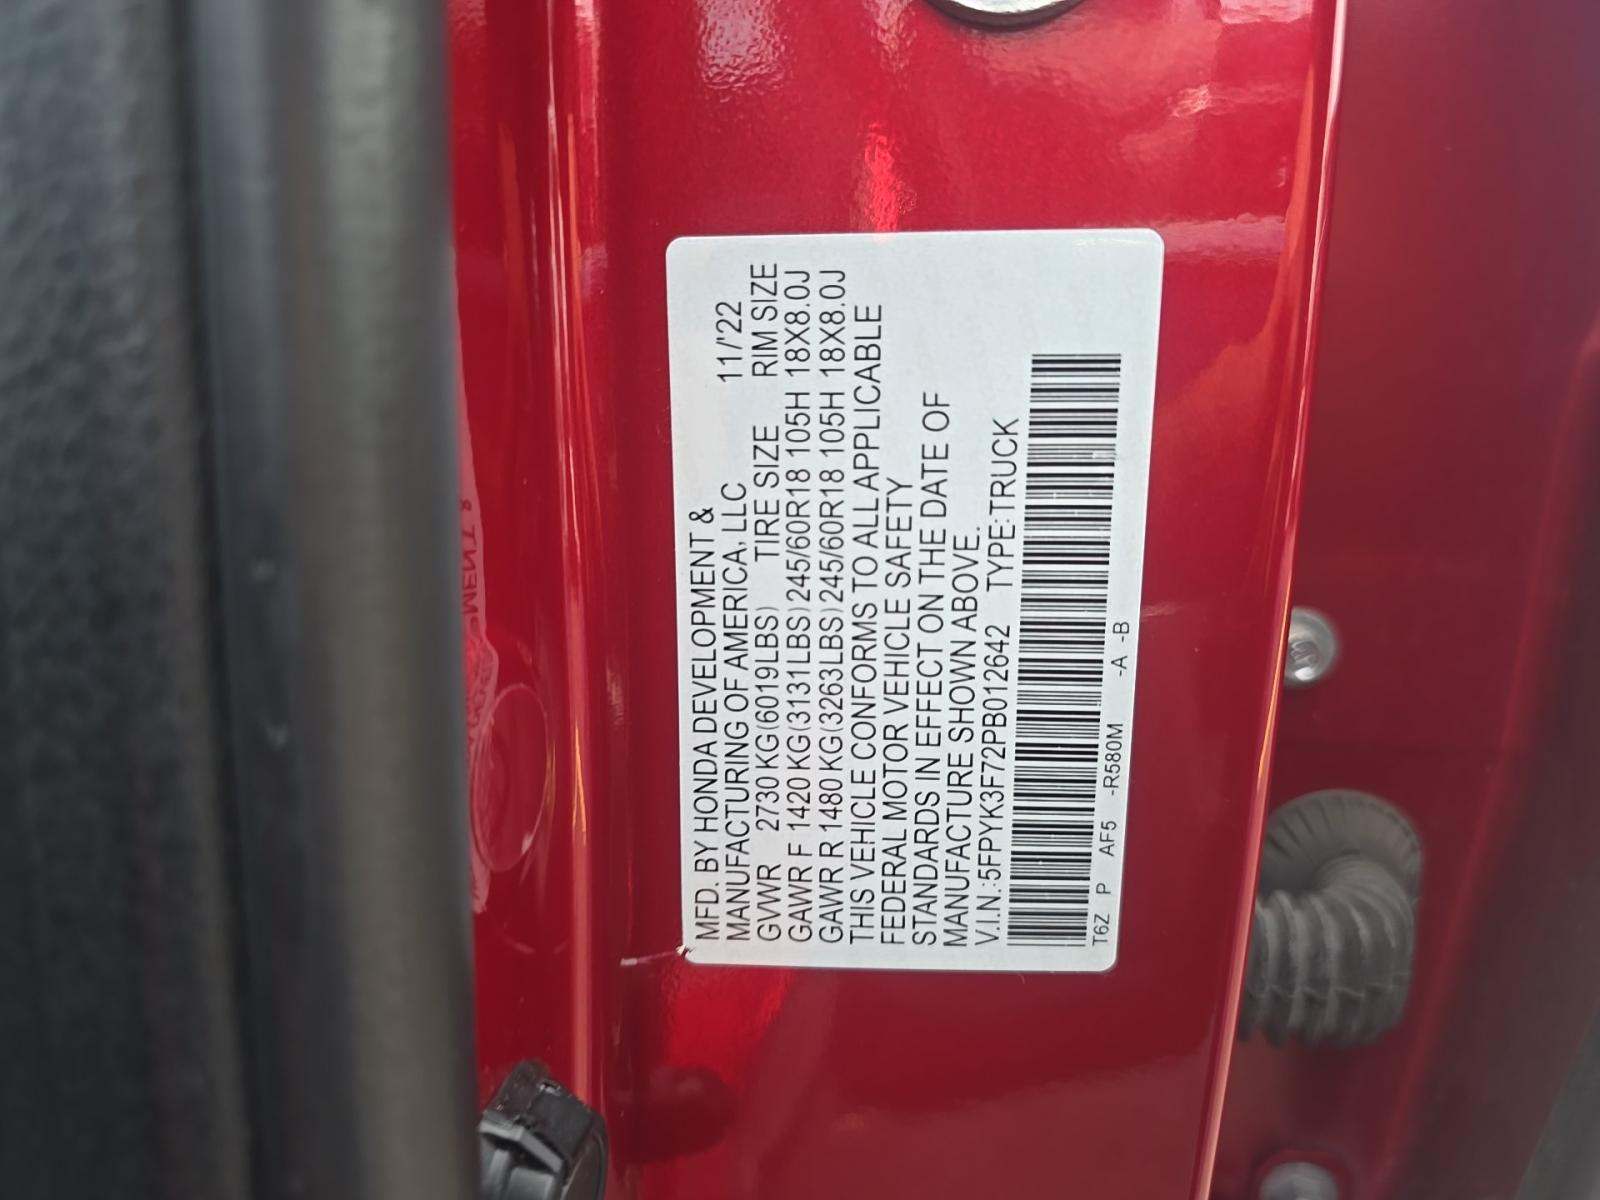 MFD. BY HONDA DEVELOPMENT &
MANUFACTURING OF AMERICA, LLC 11/'22
GVWR 2730 KG(6019LBS) TIRE SIZE RIM SIZE
GAWR F 1420 KG(3131LBS) 245/60R18 105H 18X8.0J
GAWR R 1480 KG(3263LBS) 245/60R18 105H 18X8.0J
THIS VEHICLE CONFORMS TO ALL APPLICABLE
FEDERAL MOTOR VEHICLE SAFETY
STANDARDS IN EFFECT ON THE DATE OF
MANUFACTURE SHOWN ABOVE.
V.I.N.:5FPYK3F72PB012642 TYPE:TRUCK
T6Z P AF5 -R580M -A -B